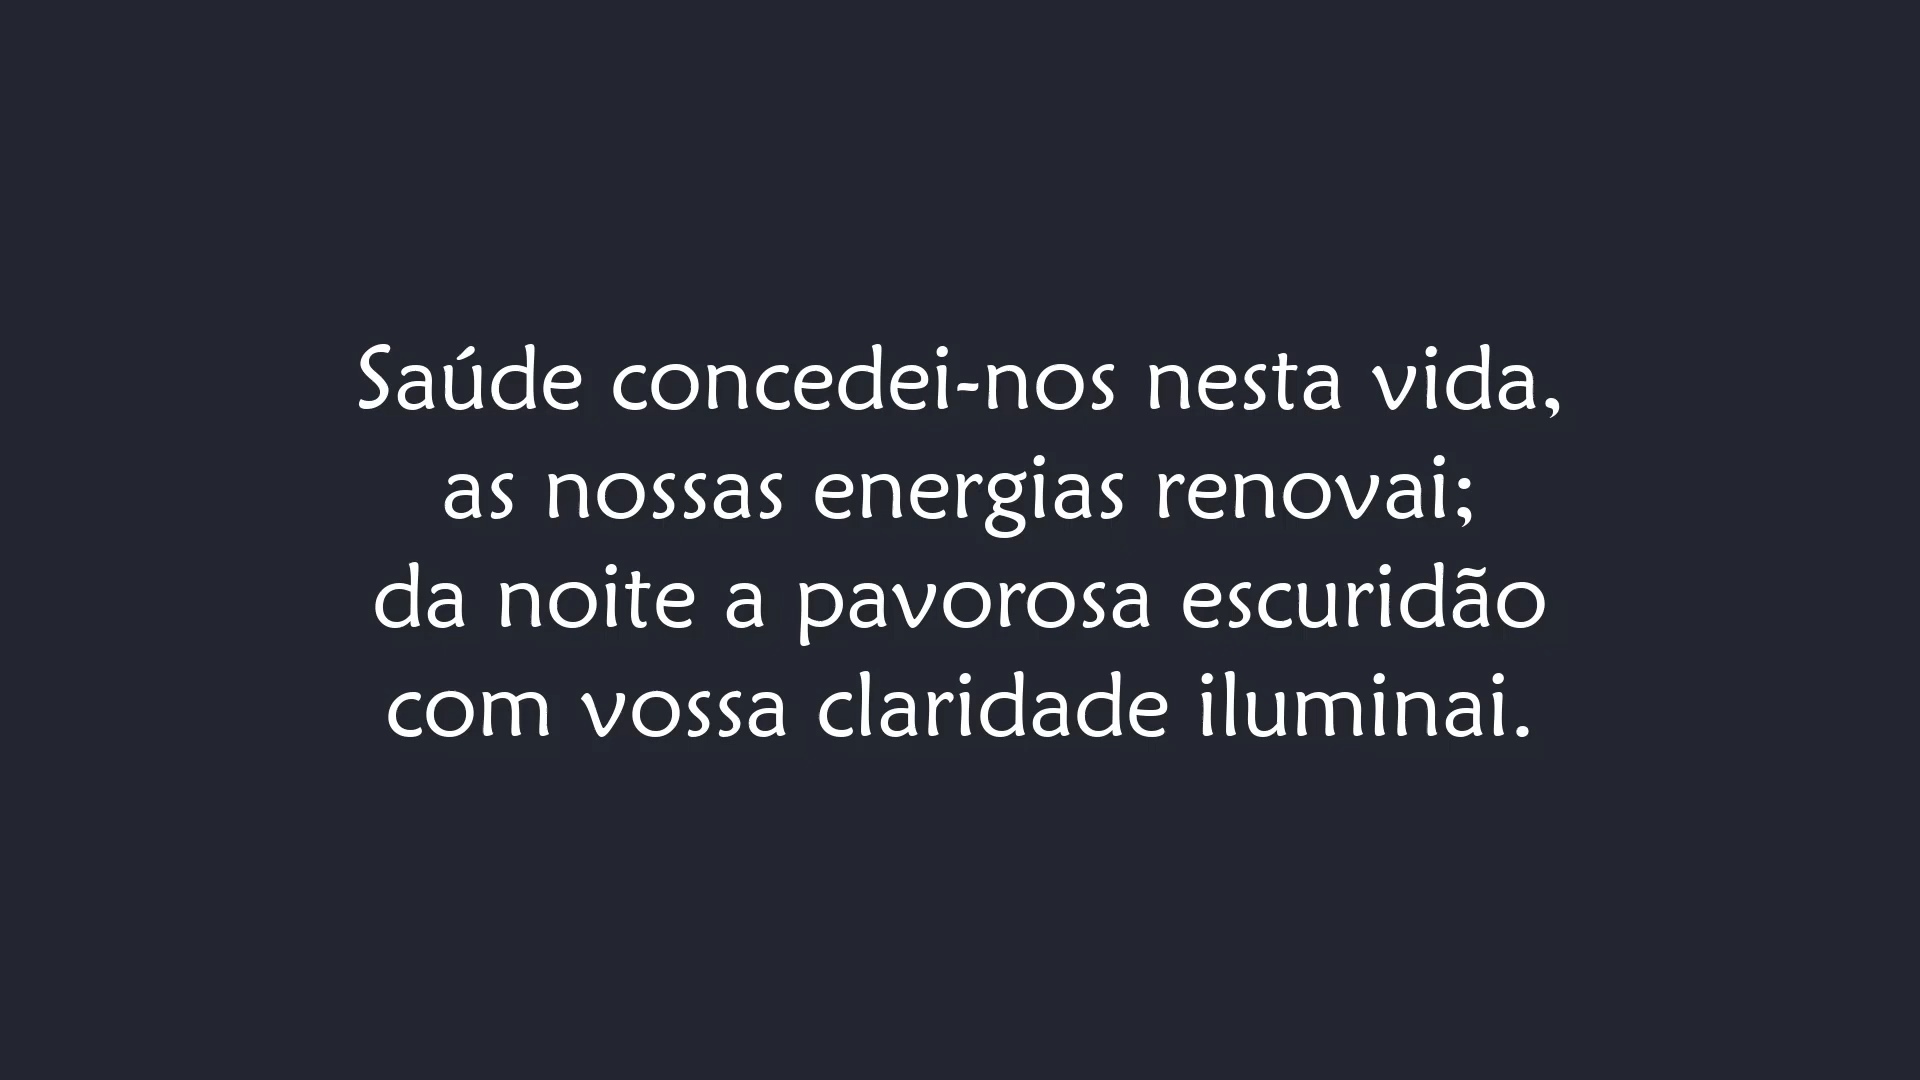 Saúde concedei-nos nesta vida,
as nossas energias renovai;
da noite a pavorosa escuridão
com vossa claridade iluminai.